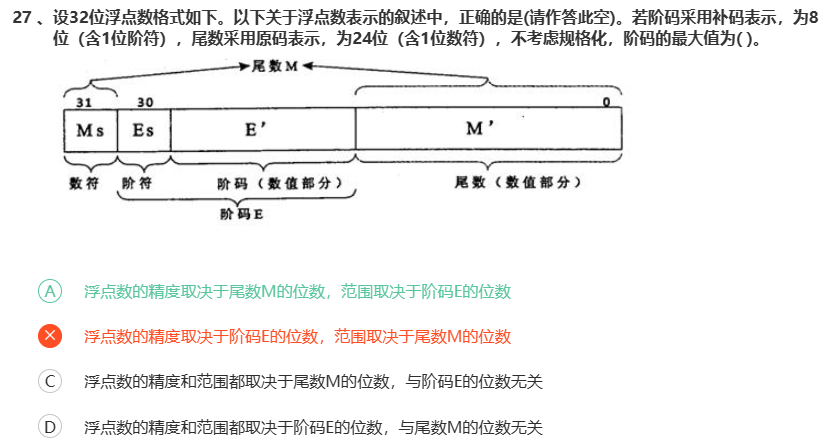 27 、设32位浮点数格式如下。以下关于浮点数表示的叙述中，正确的是(请作答此空)。若阶码采用补码表示，为8
位（含1位阶符），尾数采用原码表示，为24位（含1位数符），不考虑规格化，阶码的最大值为( )。
尾数M
31 30 0
Ms Es E' M'
数符 阶符 阶码（数值部分） 尾数（数值部分）
阶码E
A 浮点数的精度取决于尾数M的位数，范围取决于阶码E的位数
浮点数的精度取决于阶码E的位数，范围取决于尾数M的位数
C 浮点数的精度和范围都取决于尾数M的位数，与阶码E的位数无关
D 浮点数的精度和范围都取决于阶码E的位数，与尾数M的位数无关